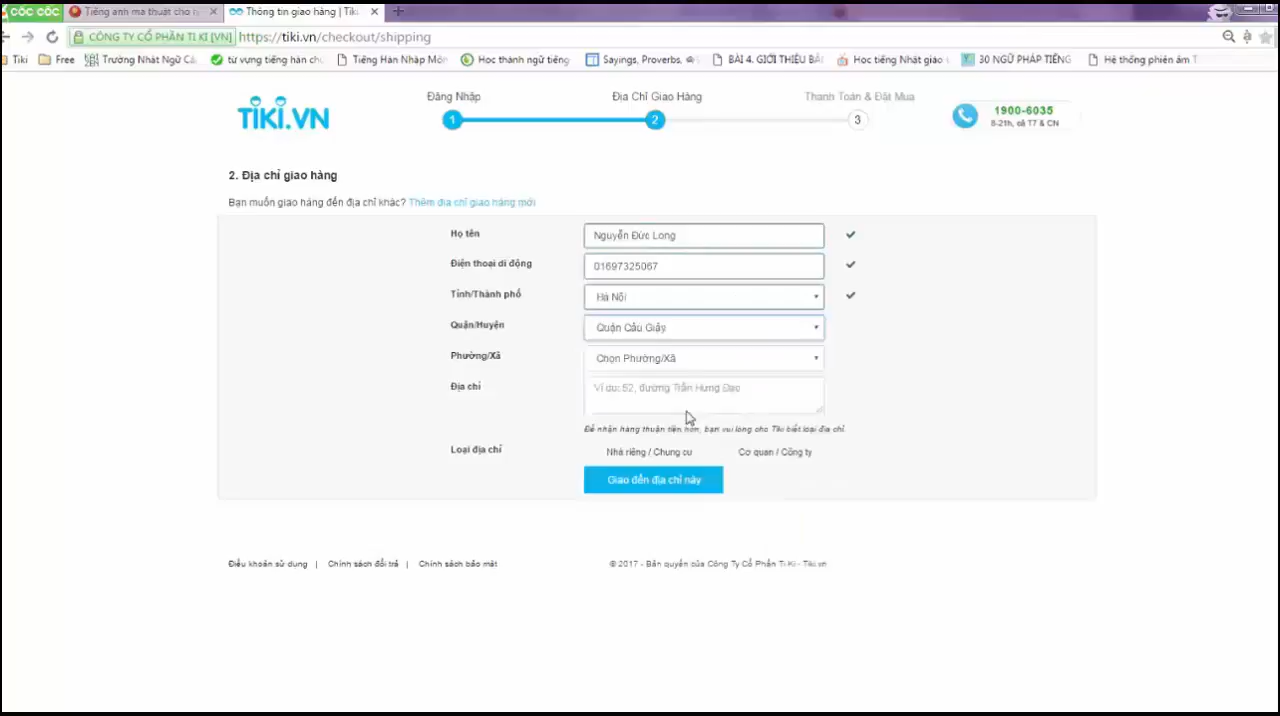 CỐC CỐC
Tiếng anh ma thuật cho t
Thông tin giao hàng | Tiki
CÔNG TY CỔ PHẦN TI KI [VN]
https://tiki.vn/checkout/shipping
Tiki
Free
Trường Nhật Ngữ Cá
từ vựng tiếng hàn chu
Tiếng Hàn Nhập Môn
Học thành ngữ tiếng
Sayings, Proverbs,
BÀI 4. GIỚI THIỆU BẢ
Học tiếng Nhật giao
30 NGỮ PHÁP TIẾNG
Hệ thống phiên âm T
TIKI.VN
Đăng Nhập
Địa Chỉ Giao Hàng
Thanh Toán & Đặt Mua
1
2
3
1900-6035
8-21h, cả T7 & CN
2. Địa chỉ giao hàng
Bạn muốn giao hàng đến địa chỉ khác? Thêm địa chỉ giao hàng mới
Họ tên
Nguyễn Đức Long
Điện thoại di động
01697325067
Tỉnh/Thành phố
Hà Nội
Quận/Huyện
Quận Cầu Giấy
Phường/Xã
Chọn Phường/Xã
Địa chỉ
Ví dụ: 52, đường Trần Hưng Đạo
Để nhận hàng thuận tiện hơn, bạn vui lòng cho Tiki biết loại địa chỉ.
Loại địa chỉ
Nhà riêng / Chung cư
Cơ quan / Công ty
Giao đến địa chỉ này
Điều khoản sử dụng | Chính sách đổi trả | Chính sách bảo mật
© 2017 - Bản quyền của Công Ty Cổ Phần Ti Ki - Tiki.vn